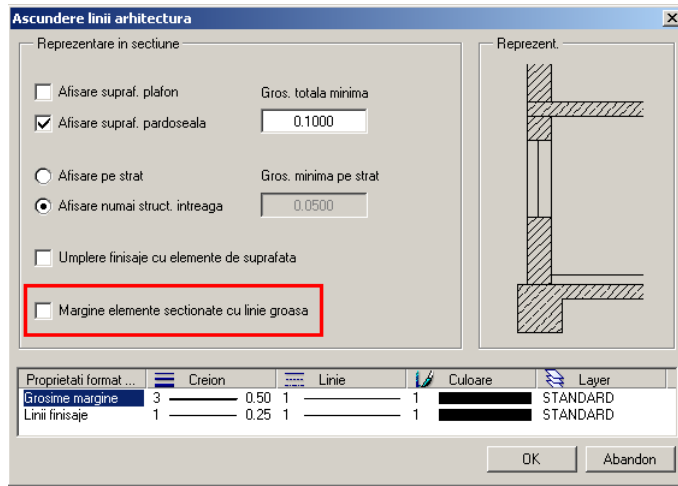 Ascundere linii arhitectura
Reprezentare in sectiune
Reprezent.
Afisare supraf. plafon
Gros. totala minima
Afisare supraf. pardoseala
0.1000
Afisare pe strat
Gros. minima pe strat
Afisare numai struct. intreaga
0.0500
Umplere finisaje cu elemente de suprafata
Margine elemente sectionate cu linie groasa
Proprietati format ... Creion Linie Culoare Layer
Grosime margine 3 0.50 1 1 STANDARD
Linii finisaje 1 0.25 1 1 STANDARD
OK Abandon